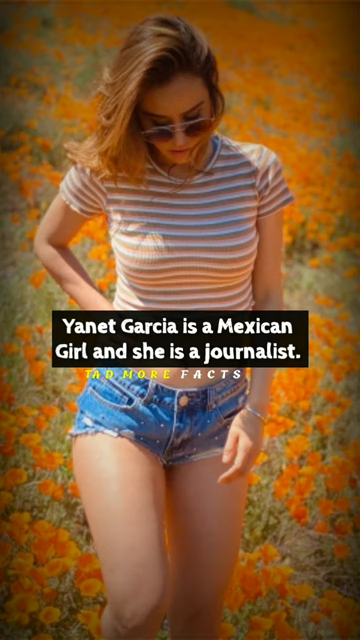 Yanet Garcia is a Mexican
Girl and she is a journalist.
TAD MORE FACTS